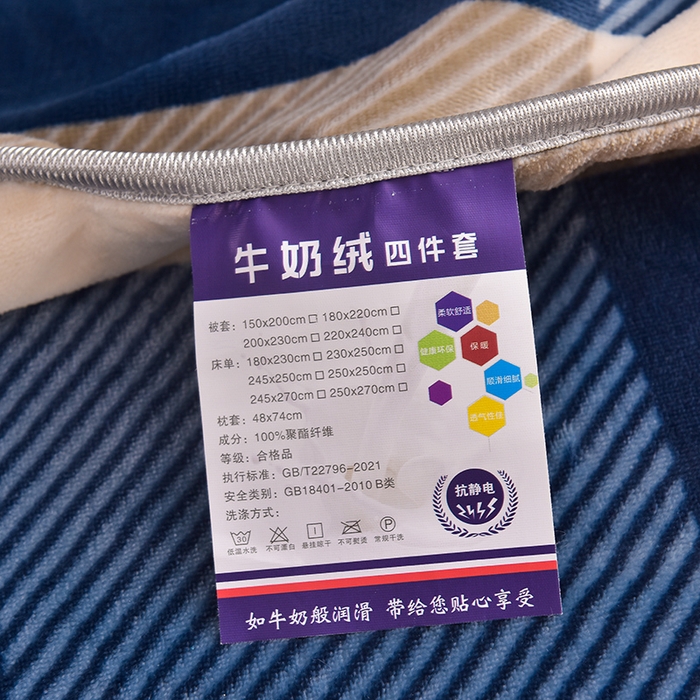 牛奶绒四件套
被套：150x200cm□ 180x220cm□
200x230cm□ 220x240cm□
床单：180x230cm□ 230x250cm□
245x250cm□ 250x250cm□
245x270cm□ 250x270cm□
枕套：48x74cm
成分：100%聚酯纤维
等级：合格品
执行标准：GB/T22796-2021
安全类别：GB18401-2010 B类
洗涤方式：
柔软舒适
健康环保
保暖
顺滑细腻
透气性佳
抗静电
30
低温水洗 不可漂白 悬挂晾干 不可熨烫 常规干洗
P
如牛奶般润滑 带给您贴心享受